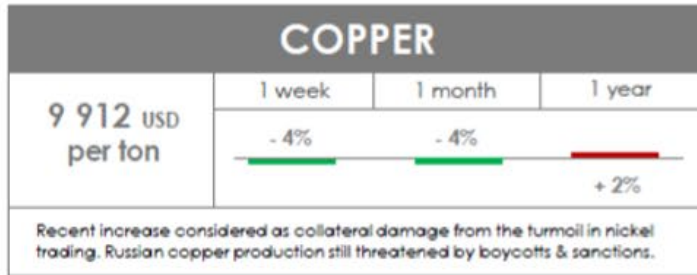 COPPER
1 week 1 month 1 year
9 912 USD
per ton
- 4% - 4%
+ 2%
Recent increase considered as collateral damage from the turmoil in nickel
trading. Russian copper production still threatened by boycotts & sanctions.